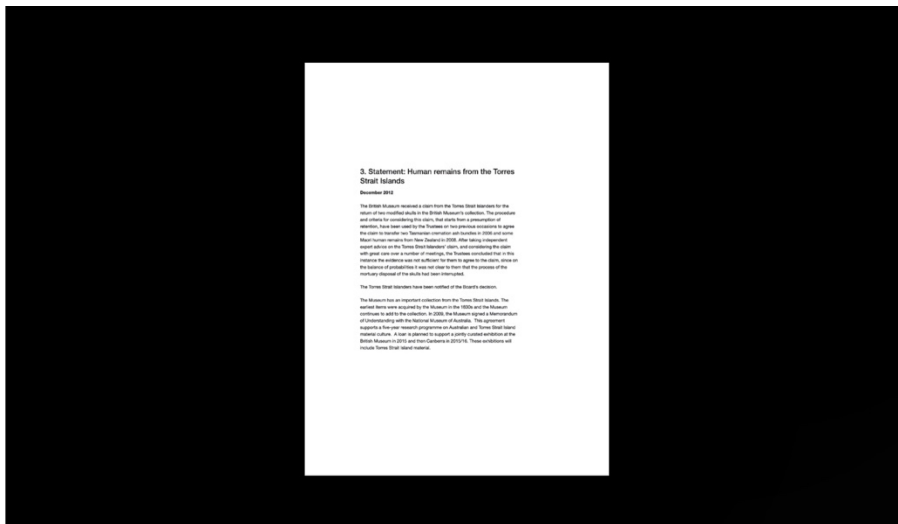 3. Statement: Human remains from the Torres
Strait Islands
December 2012
The British Museum received a claim from the Torres Strait Islanders for the
return of two modified skulls in the British Museum's collection. The procedure
and criteria for considering this claim, that starts from a presumption of
retention, have been used by the Trustees on two previous occasions to agree
the claim to transfer two Tasmanian cremation ash-bundles in 2006 and some
Maori human remains from New Zealand in 2008. After taking independent
expert advice on the Torres Strait Islanders' claim, and considering the claim
with great care over a number of meetings, the Trustees concluded that in this
instance the evidence was not sufficient for them to agree to the claim, since on
the balance of probabilities it was not clear to them that the process of the
mortuary disposal of the skulls had been interrupted.
The Torres Strait Islanders have been notified of the Board's decision.
The Museum has an important collection from the Torres Strait Islands. The
earliest items were acquired by the Museum in the 1800s and the Museum
continues to add to the collection. In 2009, the Museum signed a Memorandum
of Understanding with the National Museum of Australia. This agreement
supports a five-year research programme on Australian and Torres Strait Island
material culture. A loan is planned to support a jointly curated exhibition at the
British Museum in 2015 and then Canberra in 2015/16. These exhibitions will
include Torres Strait Island material.